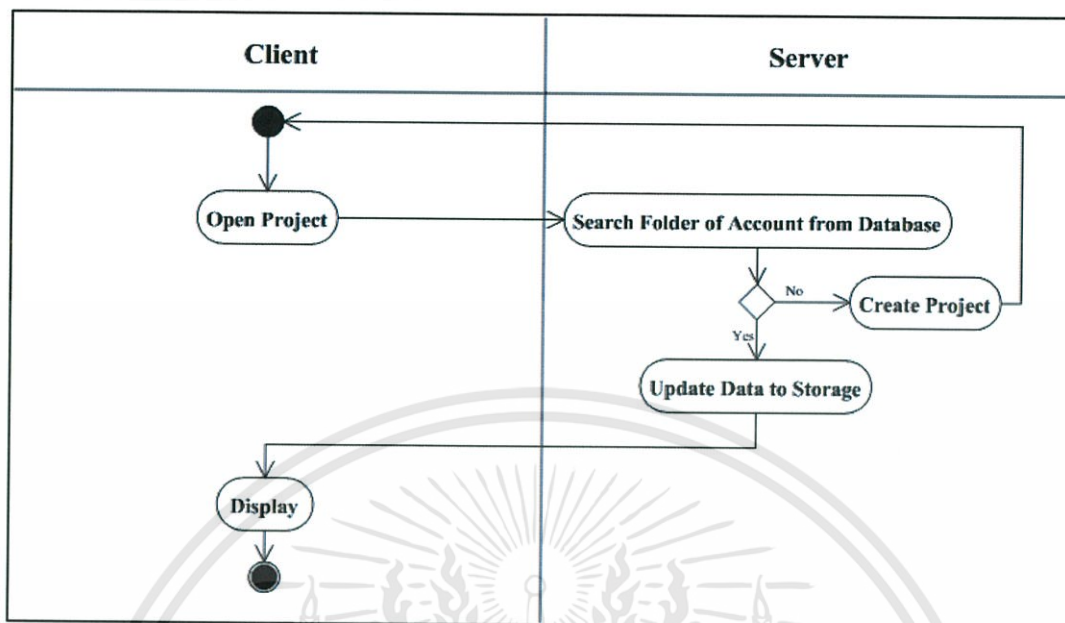 Client
Server
Open Project
Search Folder of Account from Database
No
Create Project
Yes
Update Data to Storage
Display